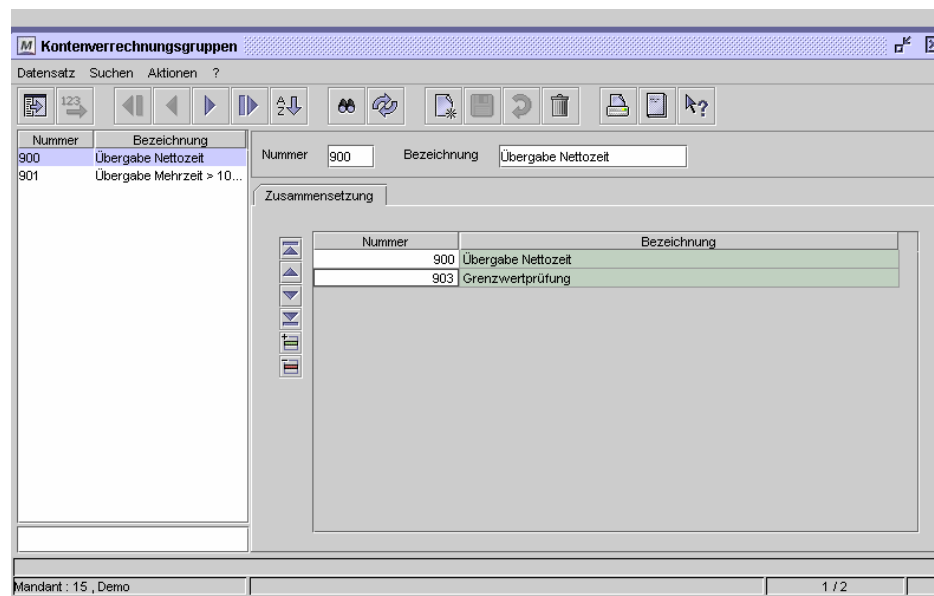 M Kontenverrechnungsgruppen
Datensatz Suchen Aktionen ?
123 A Z ?
Nummer Bezeichnung
900 Übergabe Nettozeit
901 Übergabe Mehrzeit > 10...
Nummer 900 Bezeichnung Übergabe Nettozeit
Zusammensetzung
Nummer Bezeichnung
900 Übergabe Nettozeit
903 Grenzwertprüfung
Mandant : 15 , Demo 1 / 2